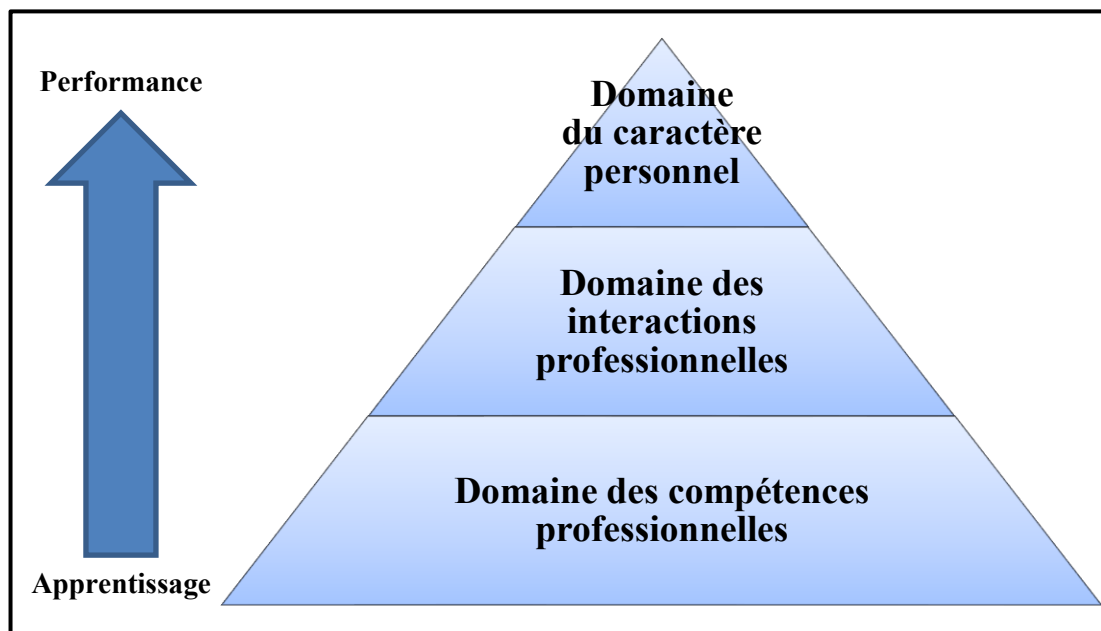 Performance
Domaine
du caractère
personnel
Domaine des
interactions
professionnelles
Domaine des compétences
professionnelles
Apprentissage